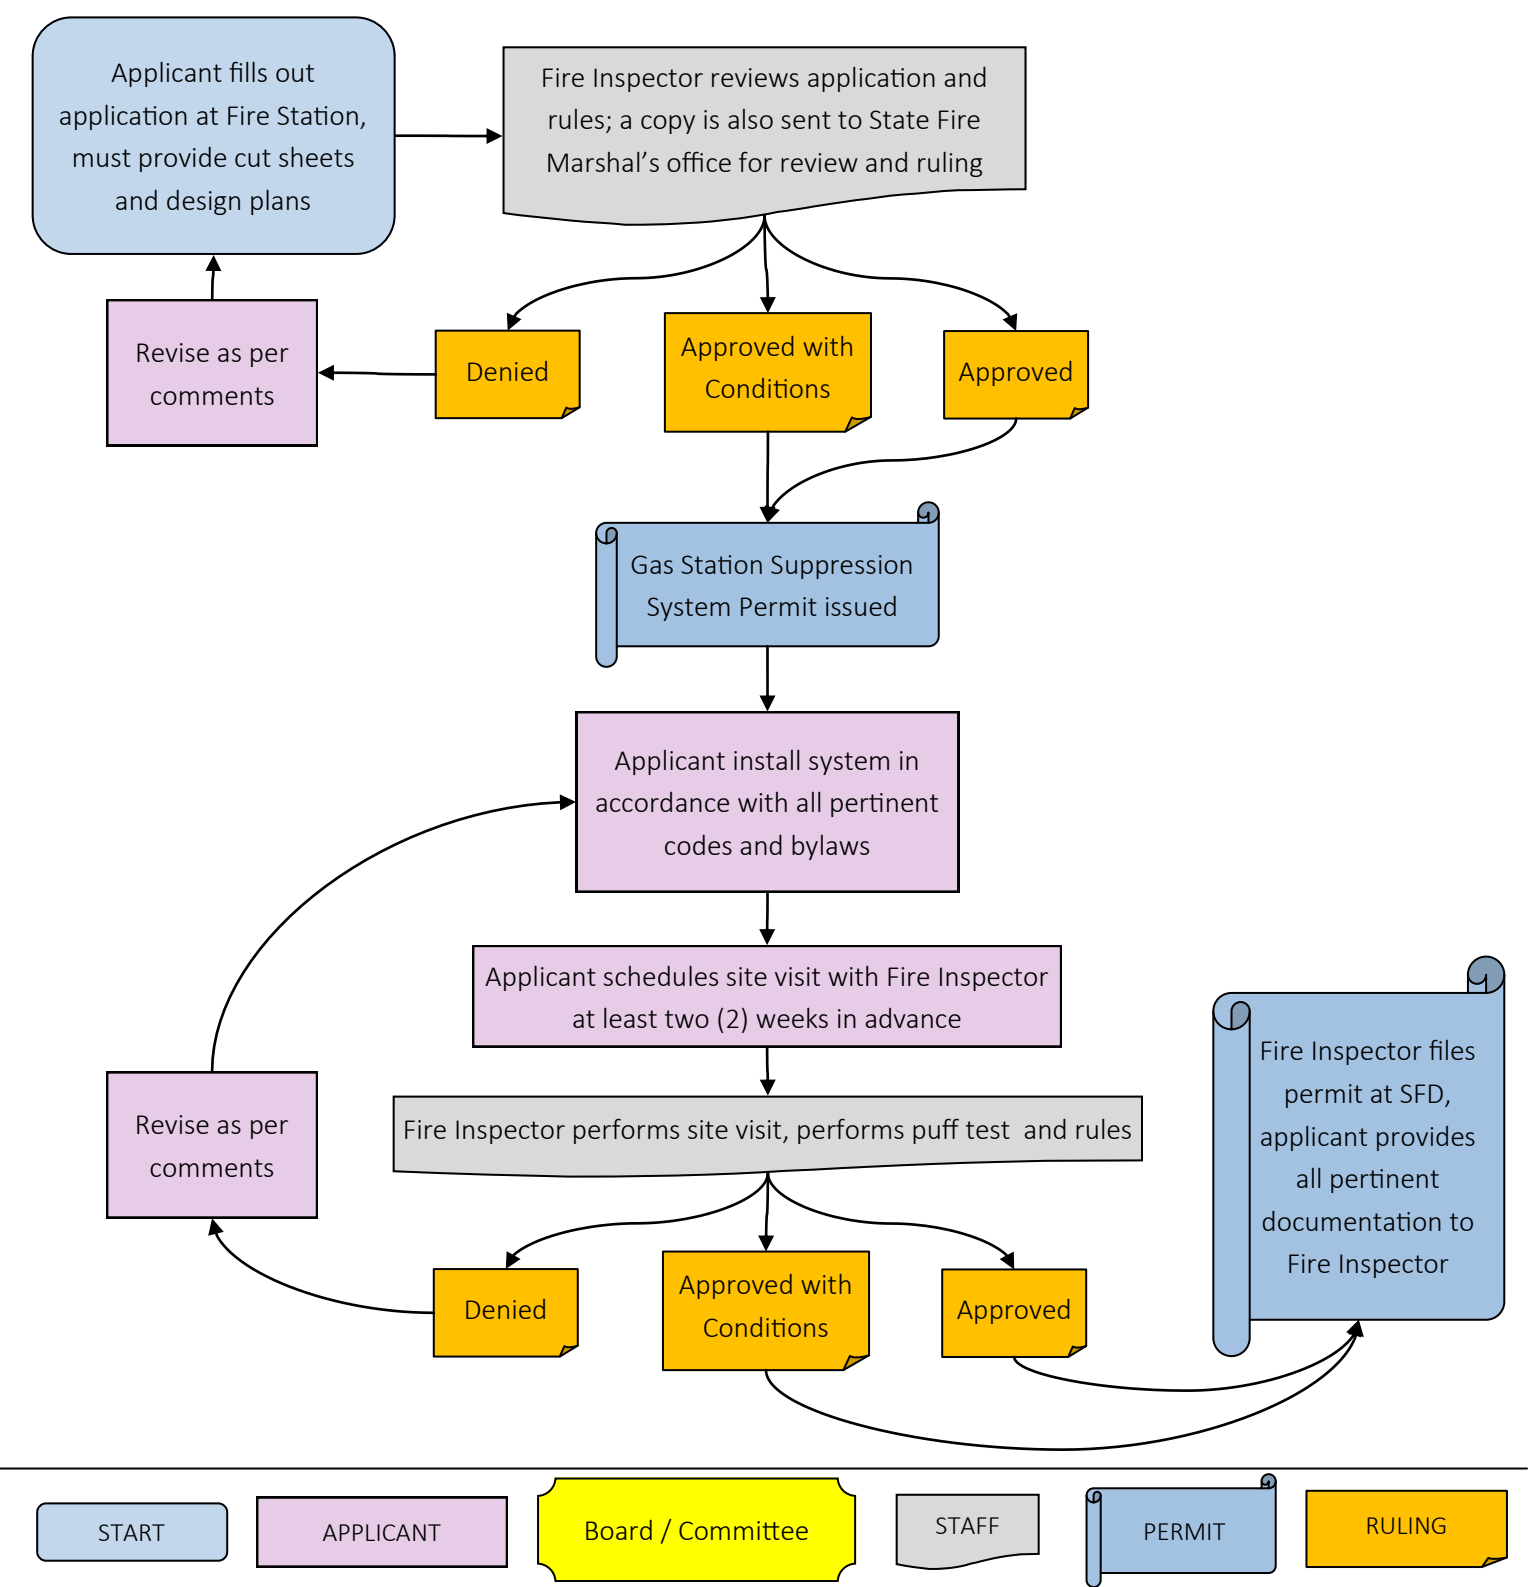 Applicant fills out
application at Fire Station,
must provide cut sheets
and design plans
Fire Inspector reviews application and
rules; a copy is also sent to State Fire
Marshal’s office for review and ruling
Revise as per
comments
Denied
Approved with
Conditions
Approved
Gas Station Suppression
System Permit issued
Applicant install system in
accordance with all pertinent
codes and bylaws
Applicant schedules site visit with Fire Inspector
at least two (2) weeks in advance
Revise as per
comments
Fire Inspector performs site visit, performs puff test  and rules
Denied
Approved with
Conditions
Approved
Fire Inspector files
permit at SFD,
applicant provides
all pertinent
documentation to
Fire Inspector
START
APPLICANT
Board / Committee
STAFF
PERMIT
RULING